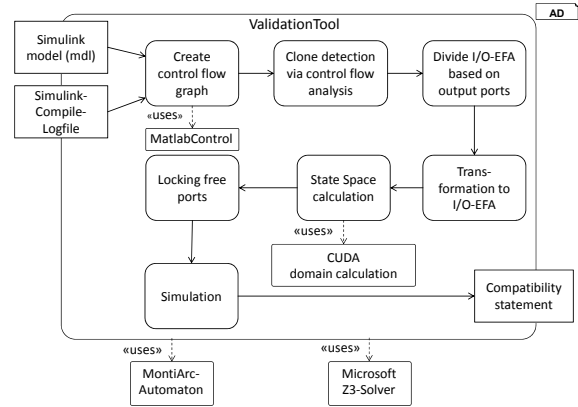 ValidationTool
AD
Simulink
model (mdl)
Simulink-
Compile-
Logfile
Create
control flow
graph
Clone detection
via control flow
analysis
Divide I/O-EFA
based on
output ports
«uses»
MatlabControl
Locking free
ports
State Space
calculation
Trans-
formation to
I/O-EFA
«uses»
CUDA
domain calculation
Simulation
Compatibility
statement
«uses»
«uses»
MontiArc-
Automaton
Microsoft
Z3-Solver